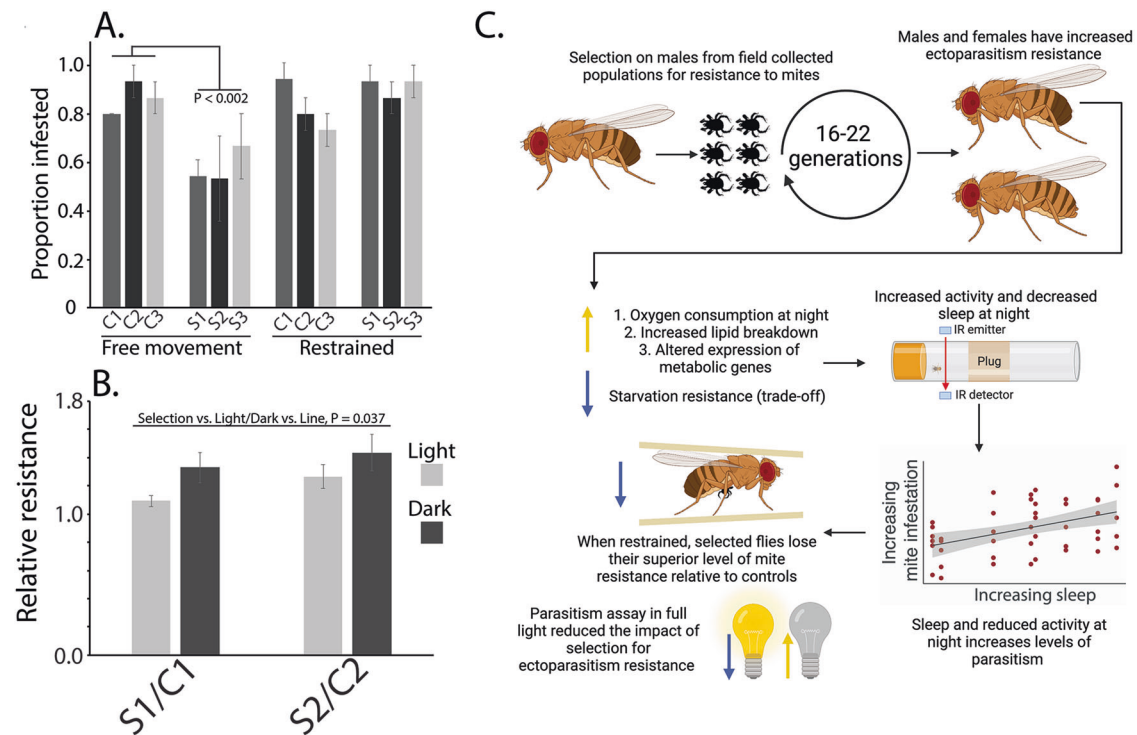 A.
Proportion infested
1.0
0.8
0.6
0.4
0.2
0
P < 0.002
C1 C2 C3 S1 S2 S3 C1 C2 C3 S1 S2 S3
Free movement Restrained
B.
Relative resistance
1.8
1.0
0.0
Selection vs. Light/Dark vs. Line, P = 0.037
Light
Dark
S1/C1 S2/C2
C.
Selection on males from field collected
populations for resistance to mites
16-22
generations
Males and females have increased
ectoparasitism resistance
1. Oxygen consumption at night
2. Increased lipid breakdown
3. Altered expression of
metabolic genes
Starvation resistance (trade-off)
Increased activity and decreased
sleep at night
IR emitter
Plug
IR detector
Increasing
mite infestation
Increasing sleep
Sleep and reduced activity at
night increases levels of
parasitism
When restrained, selected flies lose
their superior level of mite
resistance relative to controls
Parasitism assay in full
light reduced the impact of
selection for
ectoparasitism resistance